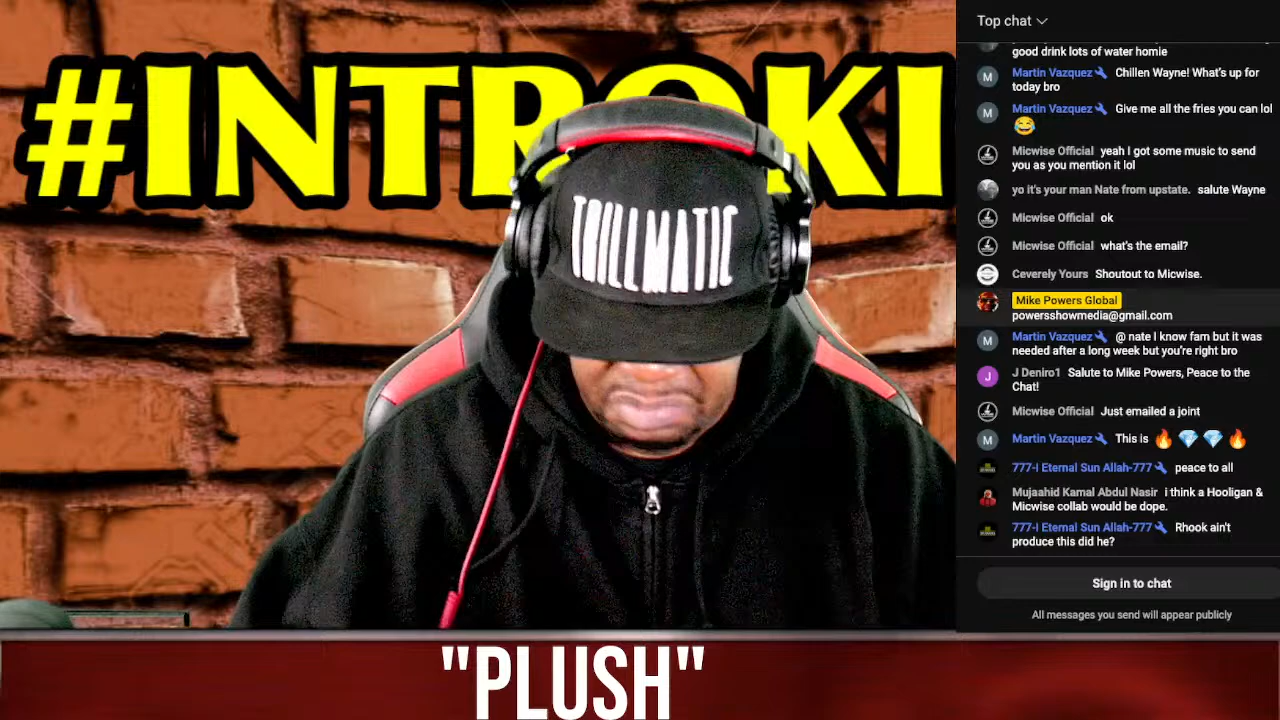 #INTROKI
TRILLMATIC
"PLUSH"
Top chat
good drink lots of water homie
Martin Vazquez Chillen Wayne! What's up for
today bro
Martin Vazquez Give me all the fries you can lol
😂
Micwise Official yeah I got some music to send
you as you mention it lol
yo it's your man Nate from upstate. salute Wayne
Micwise Official ok
Micwise Official what's the email?
Ceverely Yours Shoutout to Micwise.
Mike Powers Global
powersshowmedia@gmail.com
Martin Vazquez @ nate I know fam but it was
needed after a long week but you're right bro
J Deniro1 Salute to Mike Powers, Peace to the
Chat!
Micwise Official Just emailed a joint
Martin Vazquez This is 🔥 💎 💎 🔥
777-I Eternal Sun Allah-777 peace to all
Mujaahid Kamal Abdul Nasir i think a Hooligan &
Micwise collab would be dope.
777-I Eternal Sun Allah-777 Rhook ain't
produce this did he?
Sign in to chat
All messages you send will appear publicly